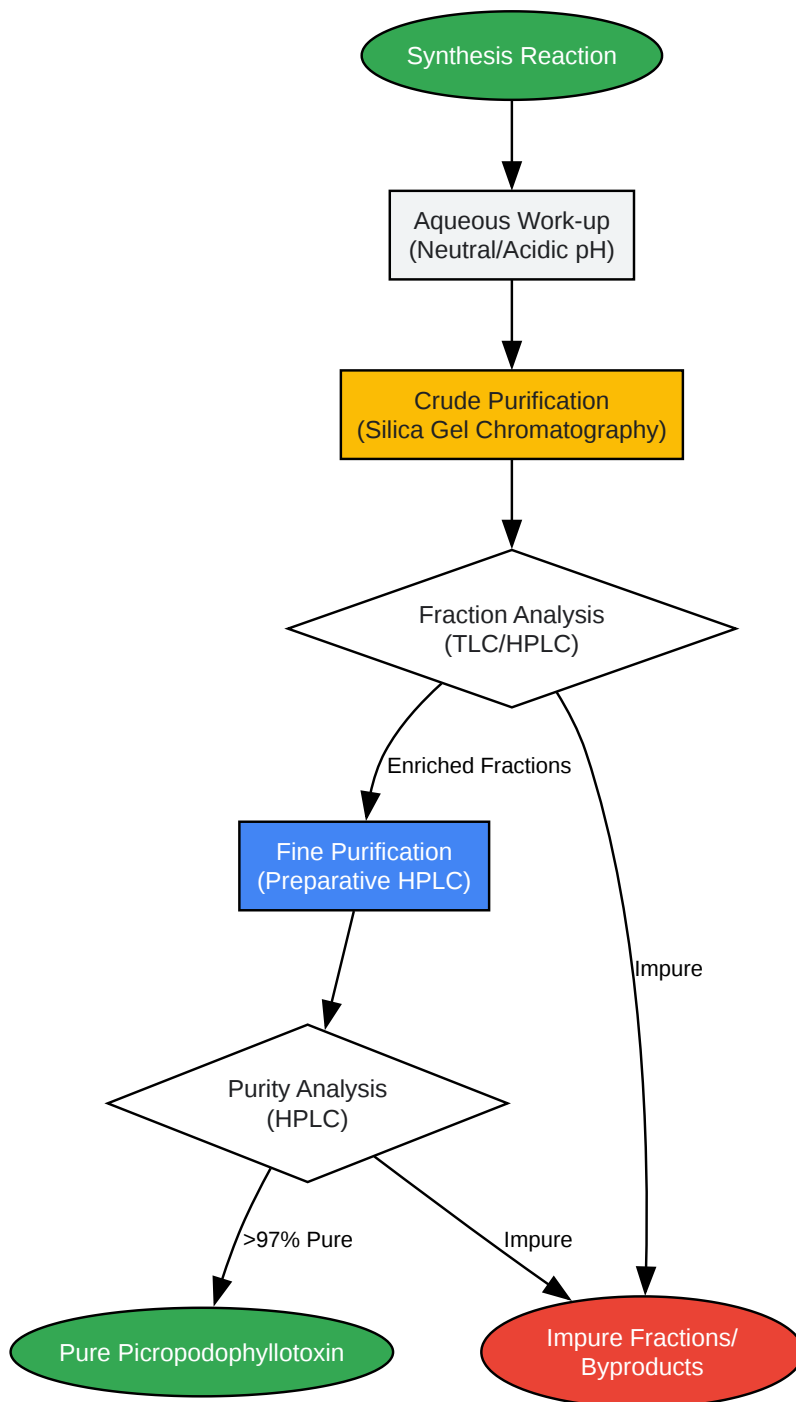 Synthesis Reaction
Aqueous Work-up
(Neutral/Acidic pH)
Crude Purification
(Silica Gel Chromatography)
Fraction Analysis
(TLC/HPLC)
Enriched Fractions
Fine Purification
(Preparative HPLC)
Impure
Purity Analysis
(HPLC)
>97% Pure
Impure
Pure Picropodophyllotoxin
Impure Fractions/
Byproducts